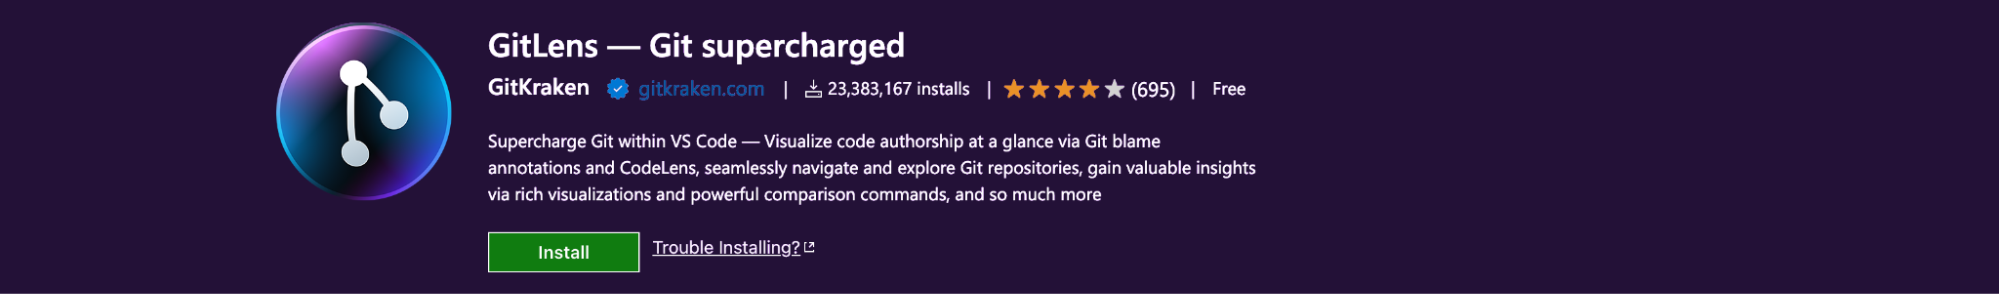 GitLens — Git supercharged
GitKraken gitkraken.com | 23,383,167 installs | (695) | Free
Supercharge Git within VS Code — Visualize code authorship at a glance via Git blame
annotations and CodeLens, seamlessly navigate and explore Git repositories, gain valuable insights
via rich visualizations and powerful comparison commands, and so much more
Install Trouble Installing?